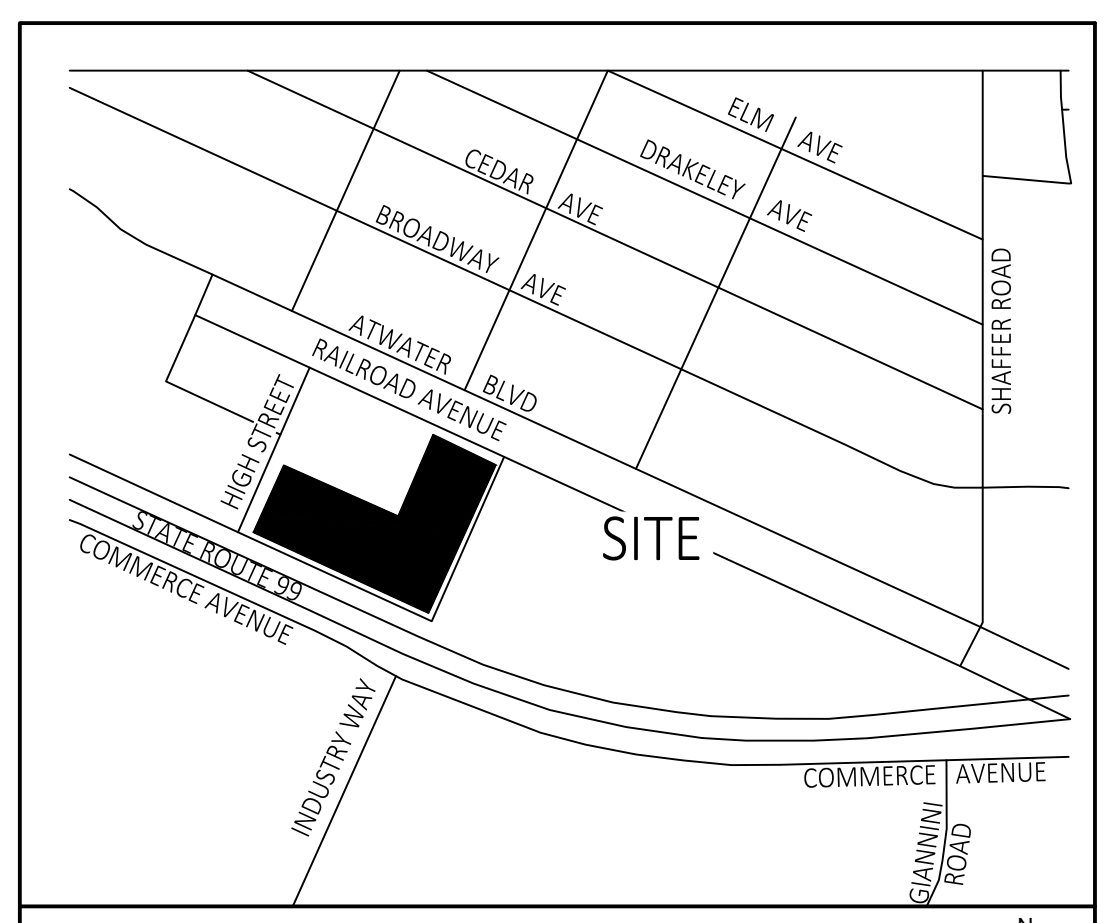 ELM AVE
DRAKELEY AVE
CEDAR AVE
BROADWAY AVE
ATWATER BLVD
RAILROAD AVENUE
SHAFFER ROAD
HIGH STREET
SITE
STATE ROUTE 99
COMMERCE AVENUE
INDUSTRY WAY
COMMERCE AVENUE
GIANNINI
ROAD